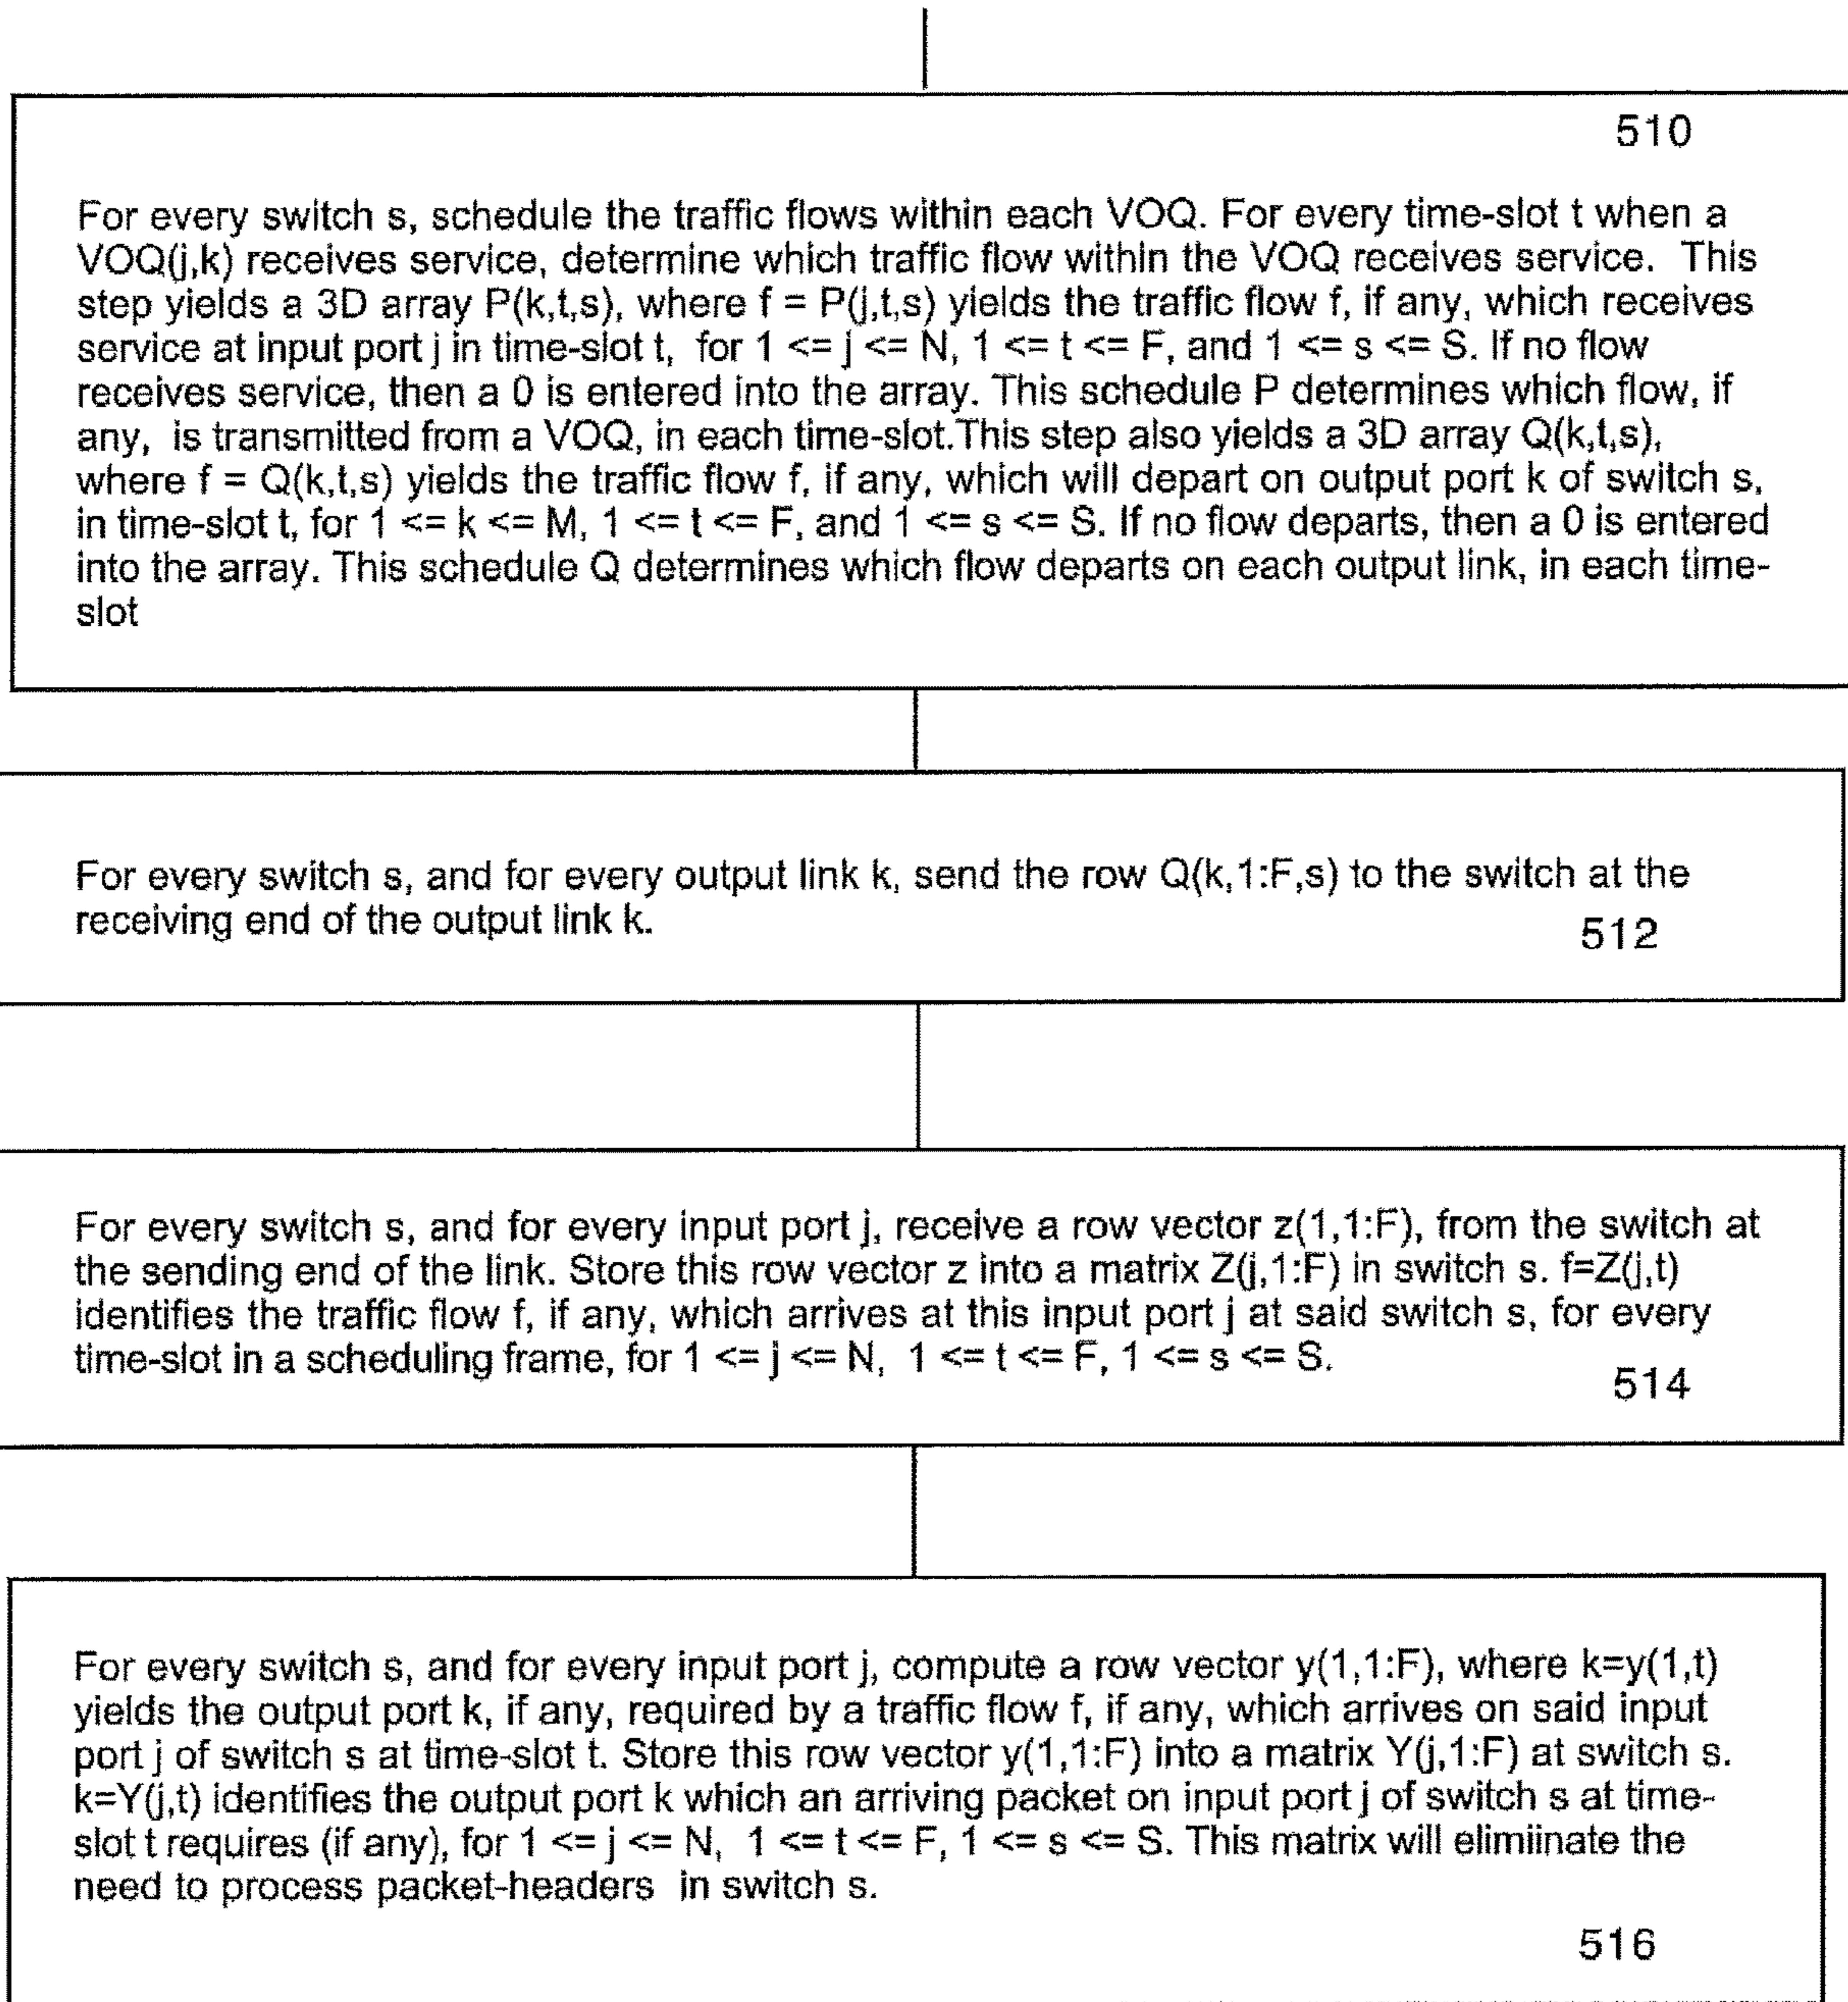 510
For every switch s, schedule the traffic flows within each VOQ. For every time-slot t when a
VOQ(j,k) receives service, determine which traffic flow within the VOQ receives service.  This
step yields a 3D array P(k,t,s), where f = P(j,t,s) yields the traffic flow f, if any, which receives
service at input port j in time-slot t,  for 1 <= j <= N, 1 <= t <= F, and 1 <= s <= S. If no flow
receives service, then a 0 is entered into the array. This schedule P determines which flow, if
any,  is transmitted from a VOQ, in each time-slot.This step also yields a 3D array Q(k,t,s),
where f = Q(k,t,s) yields the traffic flow f, if any, which will depart on output port k of switch s,
in time-slot t, for 1 <= k <= M, 1 <= t <= F, and 1 <= s <= S. If no flow departs, then a 0 is entered
into the array. This schedule Q determines which flow departs on each output link, in each time-
slot
For every switch s, and for every output link k, send the row Q(k,1:F,s) to the switch at the
receiving end of the output link k.
512
For every switch s, and for every input port j, receive a row vector z(1,1:F), from the switch at
the sending end of the link. Store this row vector z into a matrix Z(j,1:F) in switch s. f=Z(j,t)
identifies the traffic flow f, if any, which arrives at this input port j at said switch s, for every
time-slot in a scheduling frame, for 1 <= j <= N,  1 <= t <= F, 1 <= s <= S.
514
For every switch s, and for every input port j, compute a row vector y(1,1:F), where k=y(1,t)
yields the output port k, if any, required by a traffic flow f, if any, which arrives on said input
port j of switch s at time-slot t. Store this row vector y(1,1:F) into a matrix Y(j,1:F) at switch s.
k=Y(j,t) identifies the output port k which an arriving packet on input port j of switch s at time-
slot t requires (if any), for 1 <= j <= N,  1 <= t <= F, 1 <= s <= S. This matrix will elimiinate the
need to process packet-headers  in switch s.
516